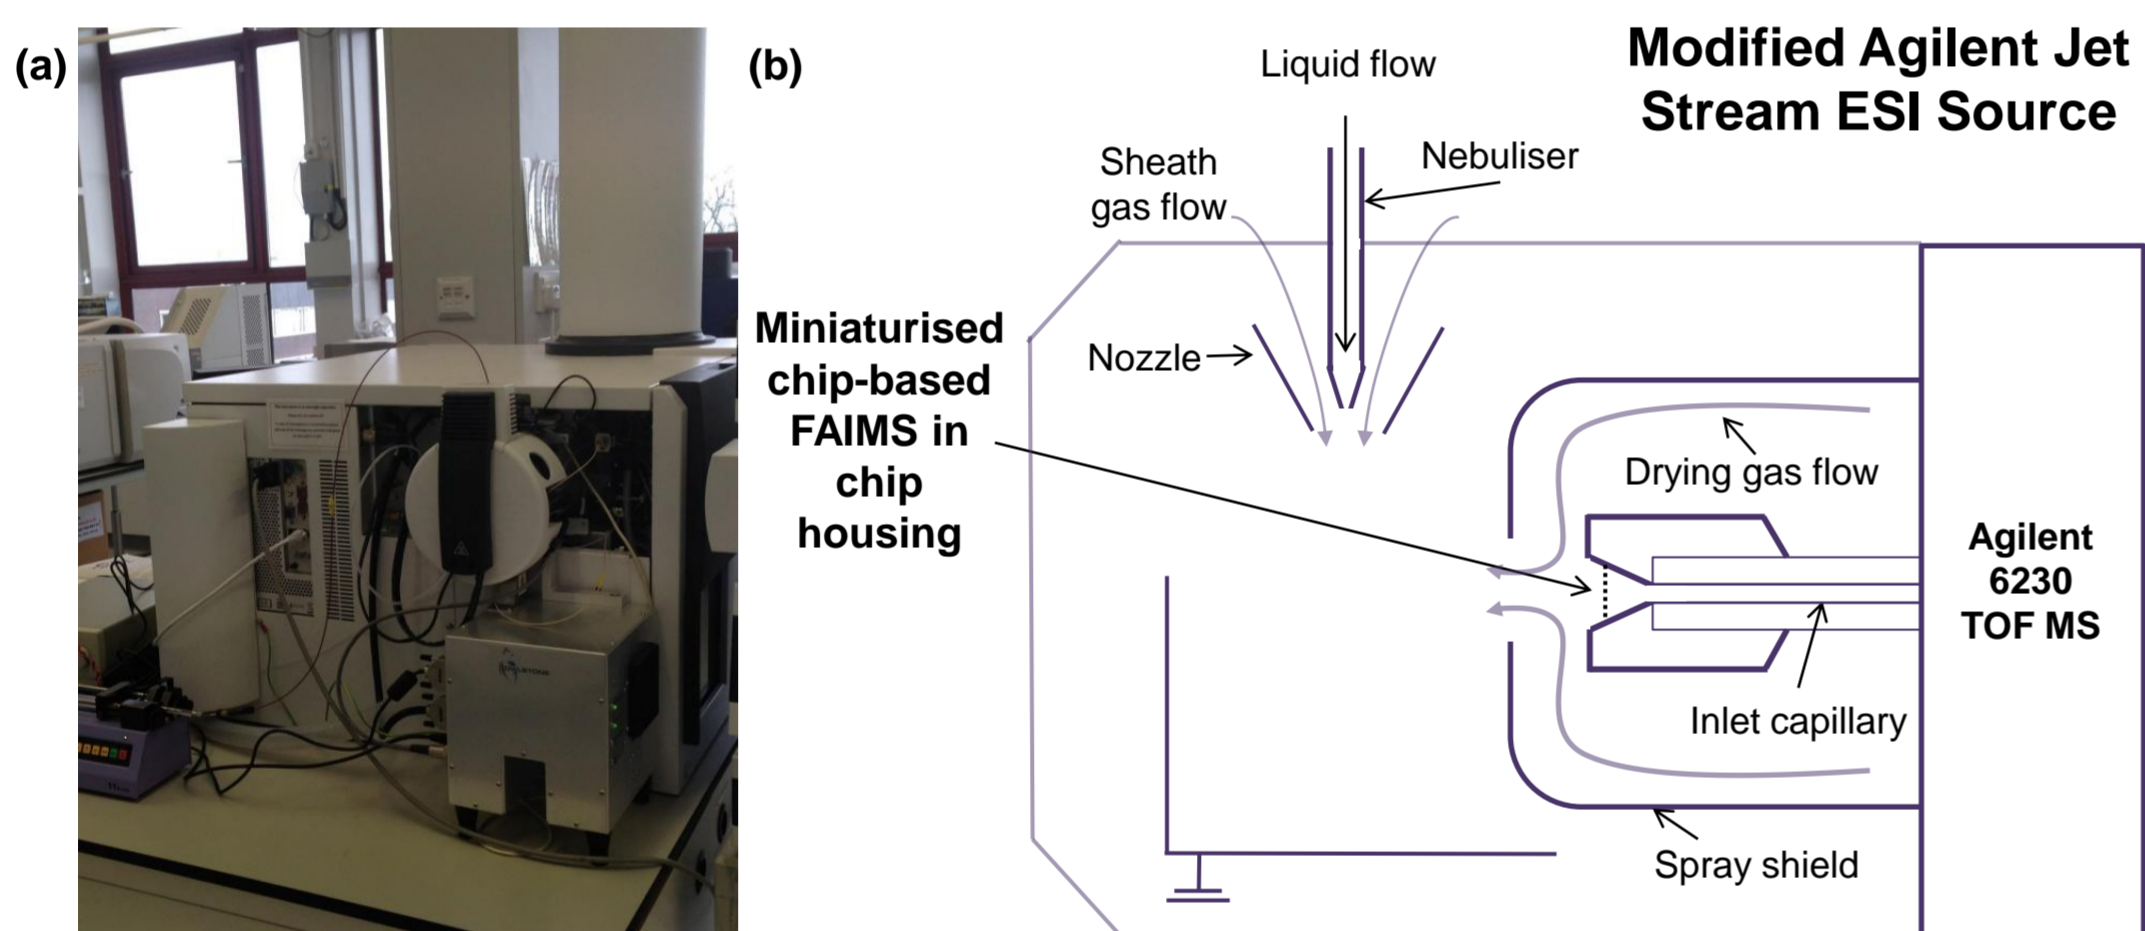 (a)
(b)
Liquid flow
Modified Agilent Jet
Stream ESI Source
Sheath
gas flow
Nebuliser
Miniaturised
chip-based
FAIMS in
chip
housing
Nozzle
Drying gas flow
Agilent
6230
TOF MS
Inlet capillary
Spray shield